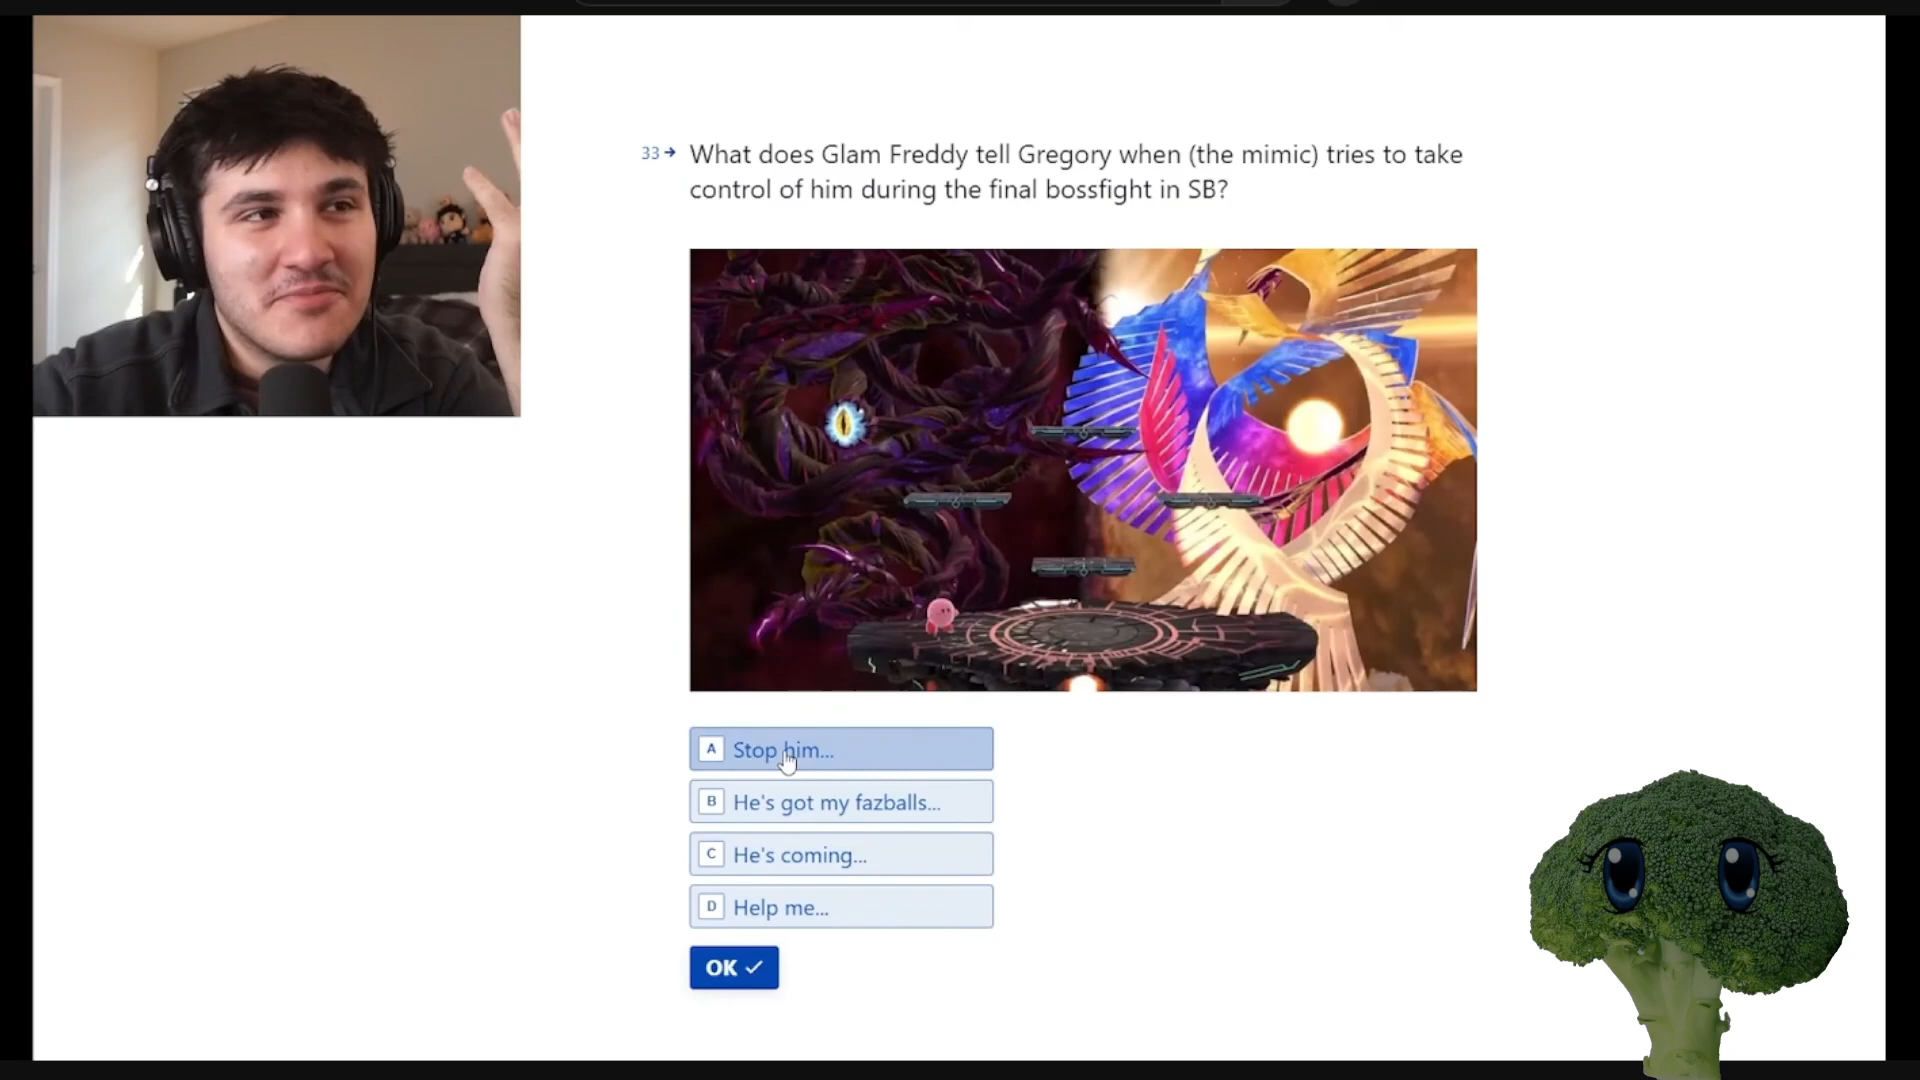 33 → What does Glam Freddy tell Gregory when (the mimic) tries to take
control of him during the final bossfight in SB?
A Stop him...
B He's got my fazballs...
C He's coming...
D Help me...
OK ✓